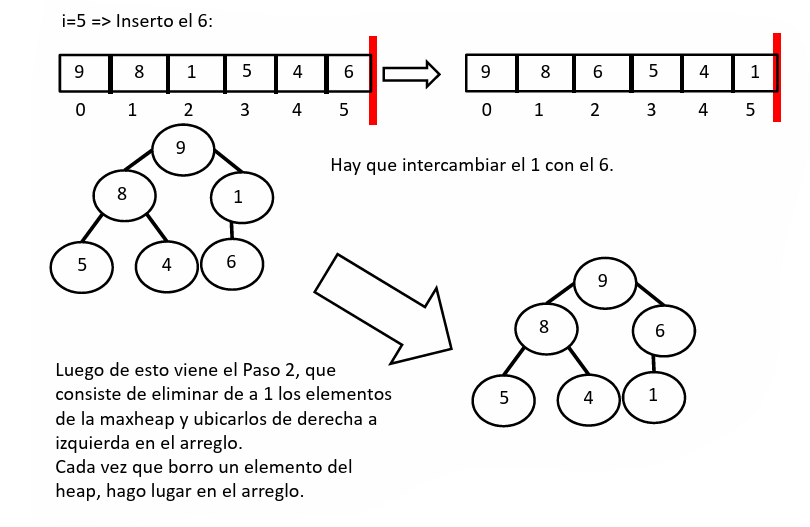 i=5 => Inserto el 6:
9 8 1 5 4 6
0 1 2 3 4 5
9 8 6 5 4 1
0 1 2 3 4 5
Hay que intercambiar el 1 con el 6.
9
8 1
5 4 6
9
8 6
5 4 1
Luego de esto viene el Paso 2, que
consiste de eliminar de a 1 los elementos
de la maxheap y ubicarlos de derecha a
izquierda en el arreglo.
Cada vez que borro un elemento del
heap, hago lugar en el arreglo.